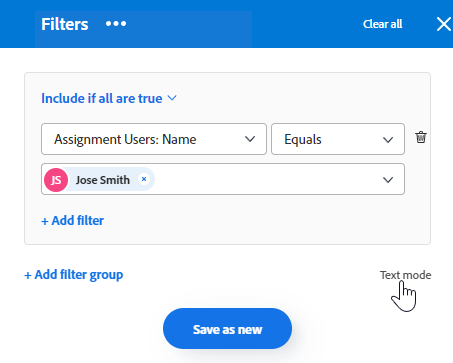 Filters ••• Clear all ×
Include if all are true
Assignment Users: Name Equals
JS Jose Smith ×
+ Add filter
+ Add filter group Text mode
Save as new